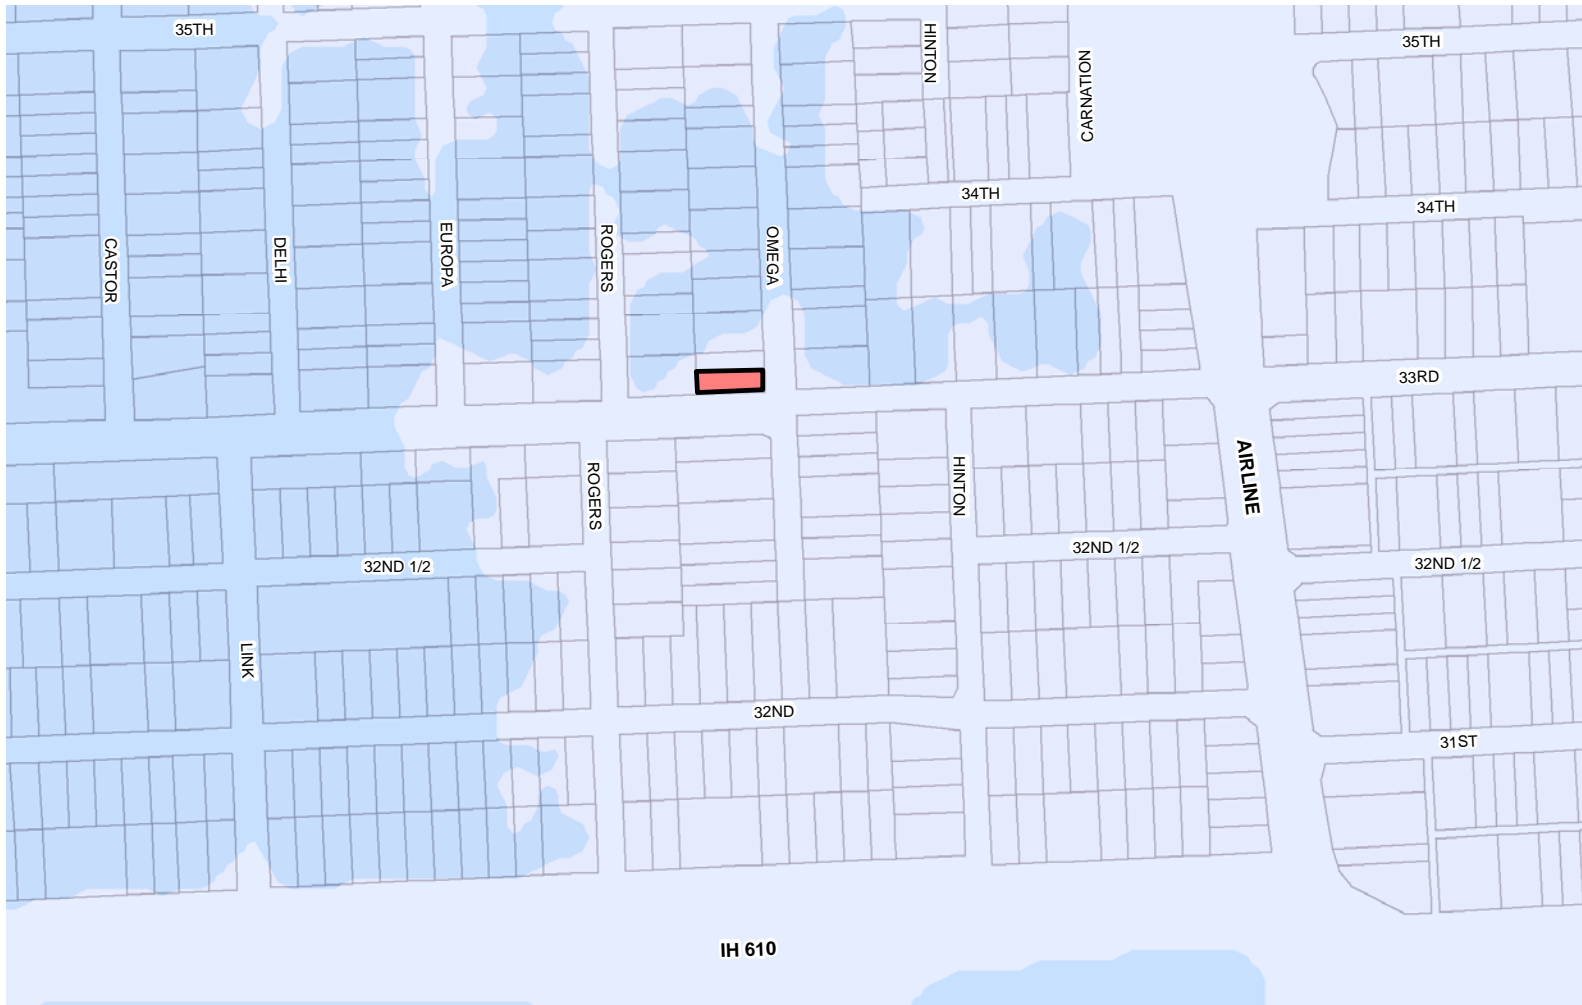 35TH
HINTON
35TH
CARNATION
34TH
34TH
CASTOR
DELHI
EUROPA
ROGERS
OMEGA
33RD
AIRLINE
ROGERS
HINTON
32ND 1/2
32ND 1/2
32ND 1/2
LINK
32ND
31ST
IH 610